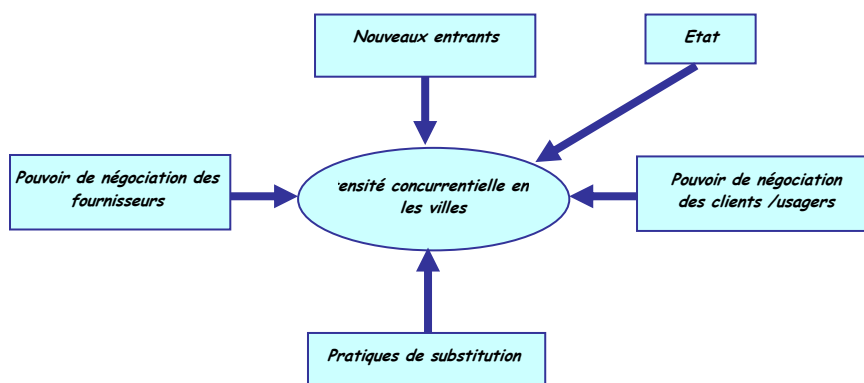 Nouveaux entrants
Etat
Pouvoir de négociation des
fournisseurs
ensité concurrentielle en
les villes
Pouvoir de négociation
des clients /usagers
Pratiques de substitution